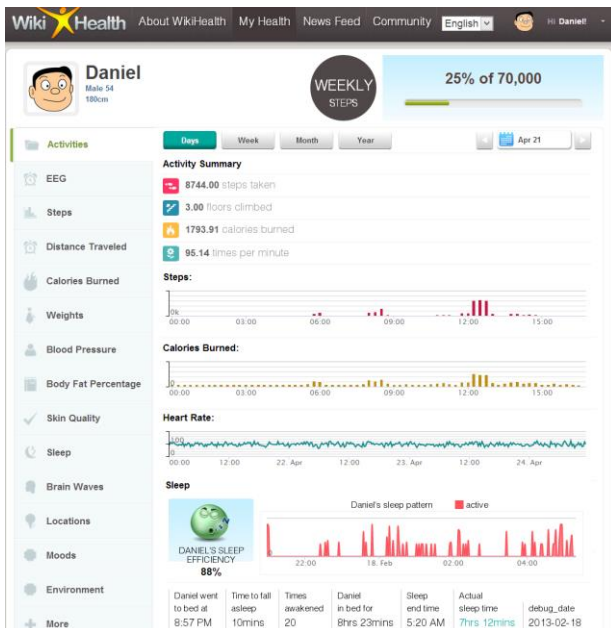 WikiHealth About WikiHealth My Health News Feed Community English Hi Daniel!
Daniel
Male 54
180cm
WEEKLY
STEPS
25% of 70,000
Activities
EEG
Steps
Distance Traveled
Calories Burned
Weights
Blood Pressure
Body Fat Percentage
Skin Quality
Sleep
Brain Waves
Locations
Moods
Environment
More
Days Week Month Year Apr 21
Activity Summary
8744.00 steps taken
3.00 floors climbed
1793.91 calories burned
95.14 times per minute
Steps:
0k
00:00 03:00 06:00 09:00 12:00 15:00
Calories Burned:
0
00:00 03:00 06:00 09:00 12:00 15:00
Heart Rate:
100
0
00:00 12:00 22. Apr 12:00 23. Apr 12:00 24. Apr
Sleep
DANIEL'S SLEEP
EFFICIENCY
88%
Daniel's sleep pattern active
0
22:00 18. Feb 02:00 04:00
Daniel went to bed at 8:57 PM
Time to fall asleep 10mins
Times awakened 20
Daniel in bed for 8hrs 23mins
Sleep end time 5:20 AM
Actual sleep time 7hrs 12mins
debug_date 2013-02-18